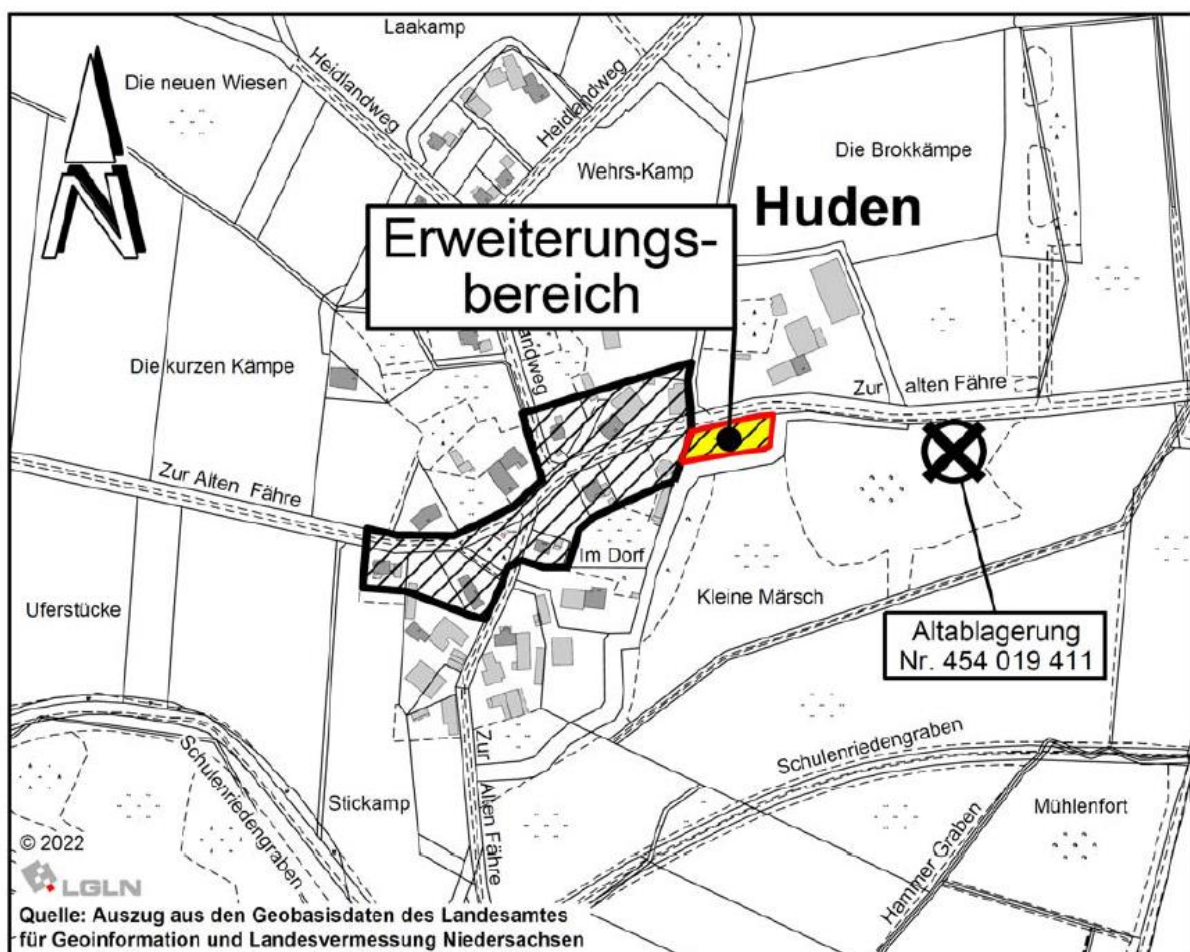 Laakamp
Die neuen Wiesen
Heidlandweg
Heidlandweg
Die Brokkämpe
Wehrs-Kamp
N
Huden
Erweiterungs-
bereich
Die kurzen Kämpe
landweg
Zur alten Fähre
Zur Alten Fähre
Im Dorf
Kleine Märsch
Uferstücke
Altablagerung
Nr. 454 019 411
Schulenriedengraben
Schulenriedengraben
Zur Alten Fähre
Stickamp
Mühlenfort
Hammer Graben
© 2022
LGLN
Quelle: Auszug aus den Geobasisdaten des Landesamtes
für Geoinformation und Landesvermessung Niedersachsen